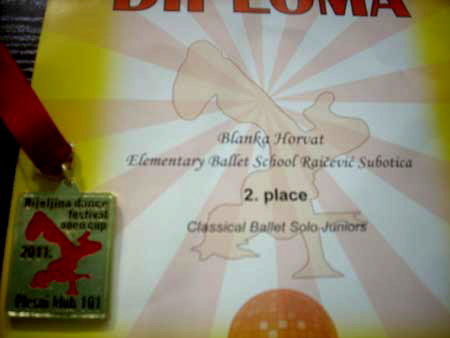 DIPLOMA
Blanka Horvat
Elementary Ballet School Raičević Subotica
2. place
Classical Ballet Solo Juniors
Bijeljina dance
festival
open cup
2011.
Plesni klub 101